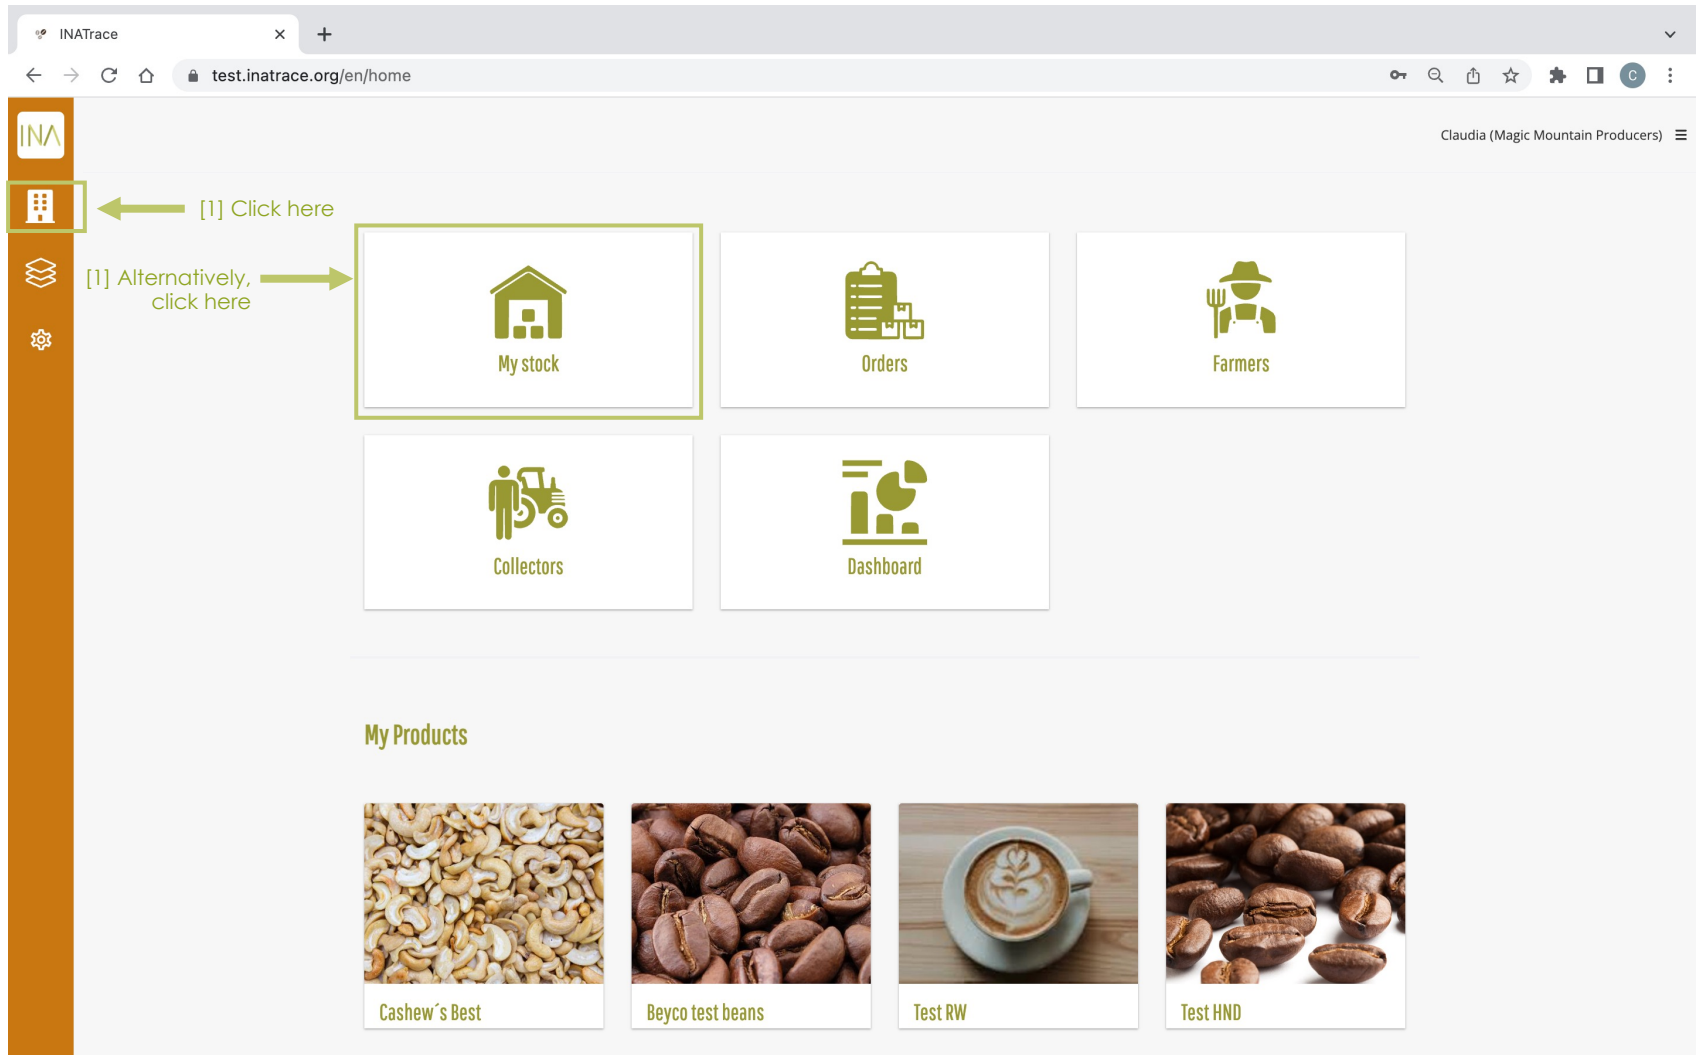 INATrace
test.inatrace.org/en/home
C
INA
Claudia (Magic Mountain Producers)
[1] Click here
[1] Alternatively,
click here
My stock
Orders
Farmers
Collectors
Dashboard
My Products
Cashew´s Best
Beyco test beans
Test RW
Test HND